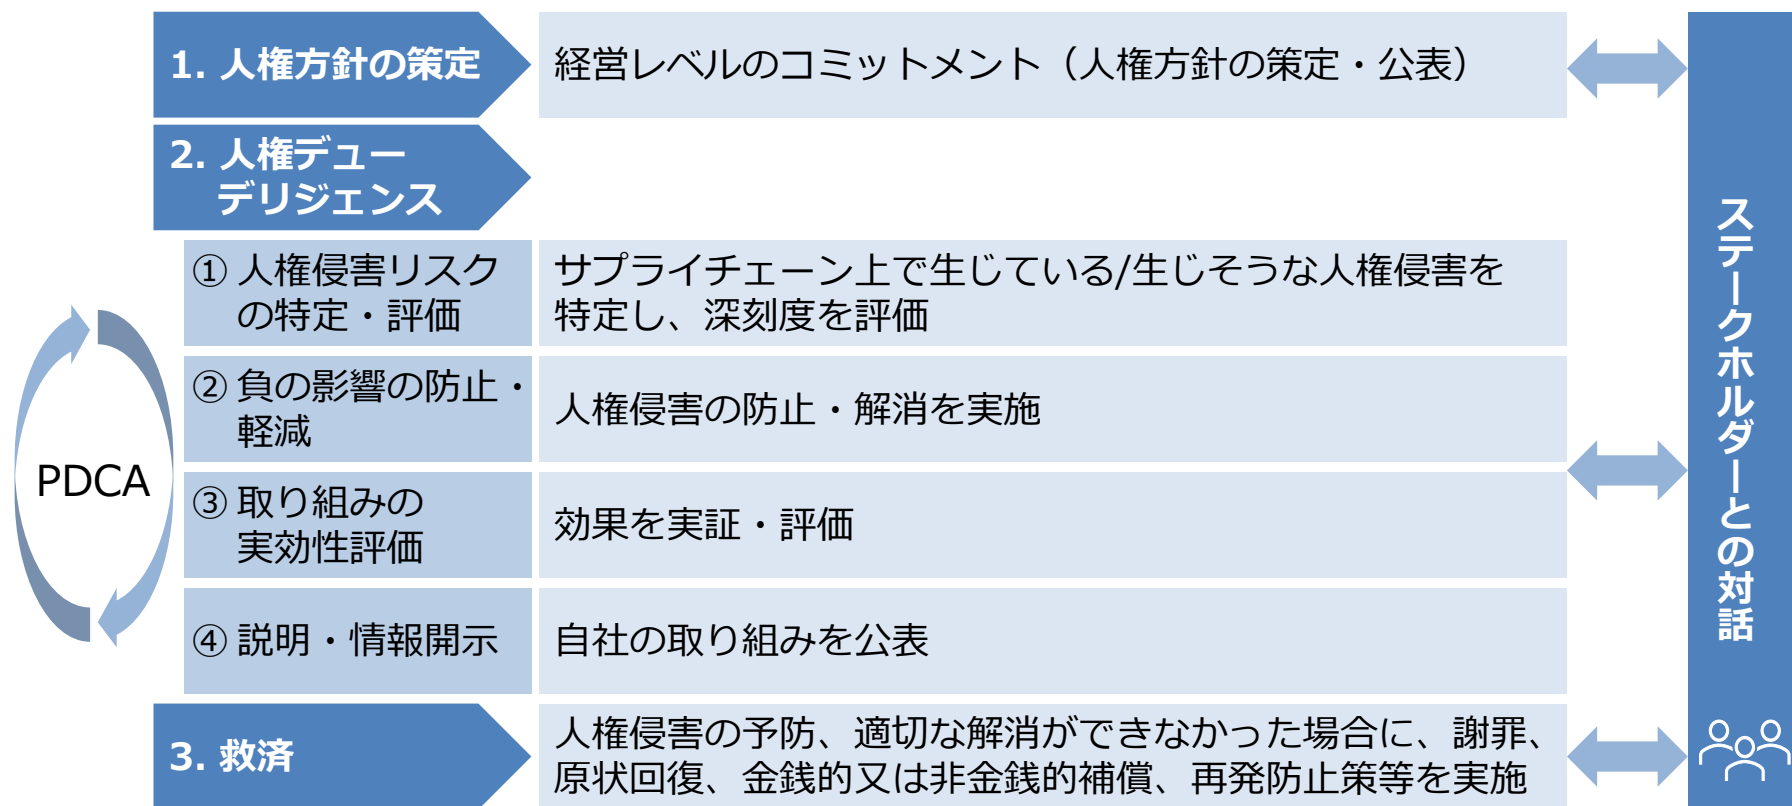 1. 人権方針の策定
経営レベルのコミットメント（人権方針の策定・公表）
2. 人権デュー
デリジェンス
① 人権侵害リスク
の特定・評価
サプライチェーン上で生じている/生じそうな人権侵害を
特定し、深刻度を評価
② 負の影響の防止・
軽減
人権侵害の防止・解消を実施
③ 取り組みの
実効性評価
効果を実証・評価
④ 説明・情報開示
自社の取り組みを公表
3. 救済
人権侵害の予防、適切な解消ができなかった場合に、謝罪、
原状回復、金銭的又は非金銭的補償、再発防止策等を実施
PDCA
ステークホルダーとの対話